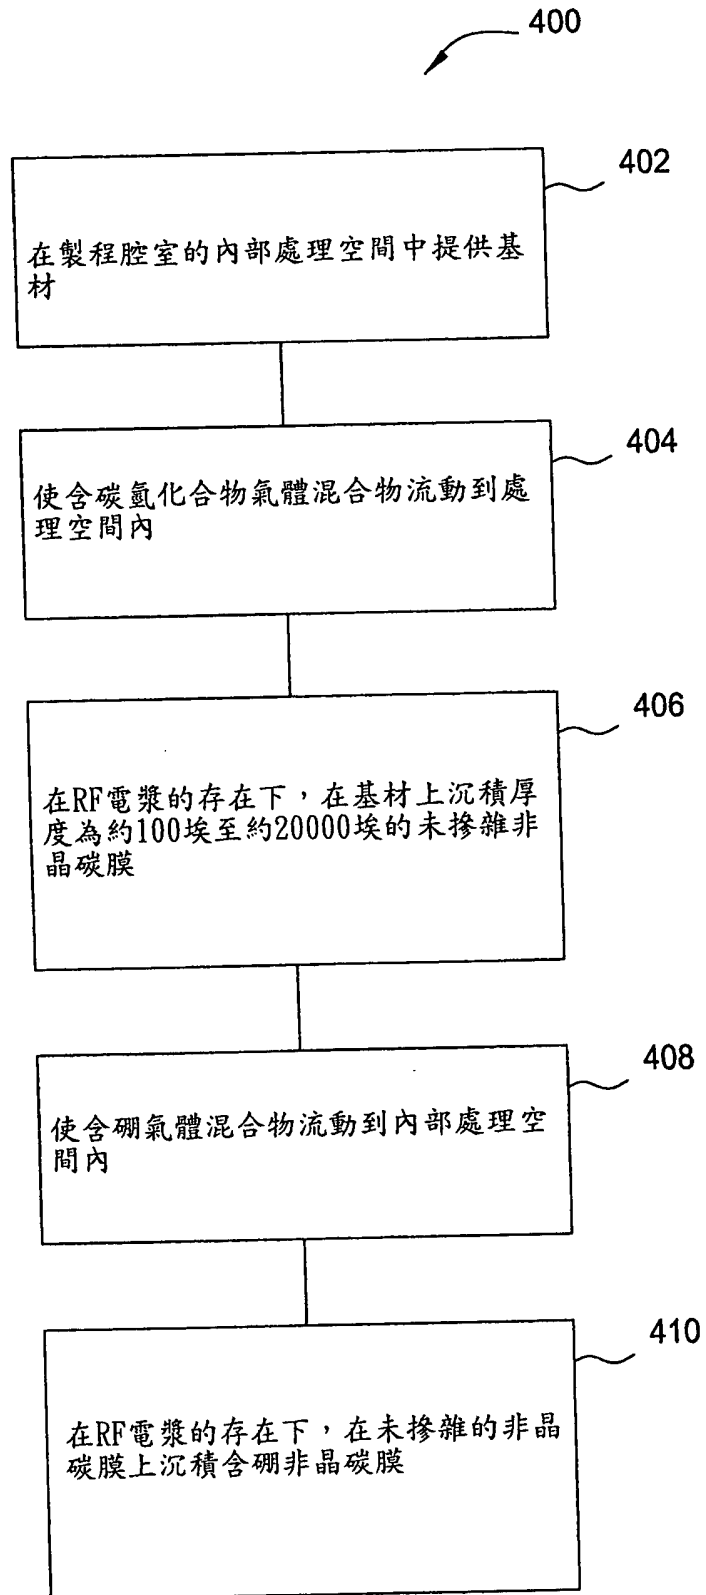 400
402
在製程腔室的內部處理空間中提供基
材
404
使含碳氫化合物氣體混合物流動到處
理空間內
406
在RF電漿的存在下，在基材上沉積厚
度為約100埃至約20000埃的未摻雜非
晶碳膜
408
使含硼氣體混合物流動到內部處理空
間內
410
在RF電漿的存在下，在未摻雜的非晶
碳膜上沉積含硼非晶碳膜